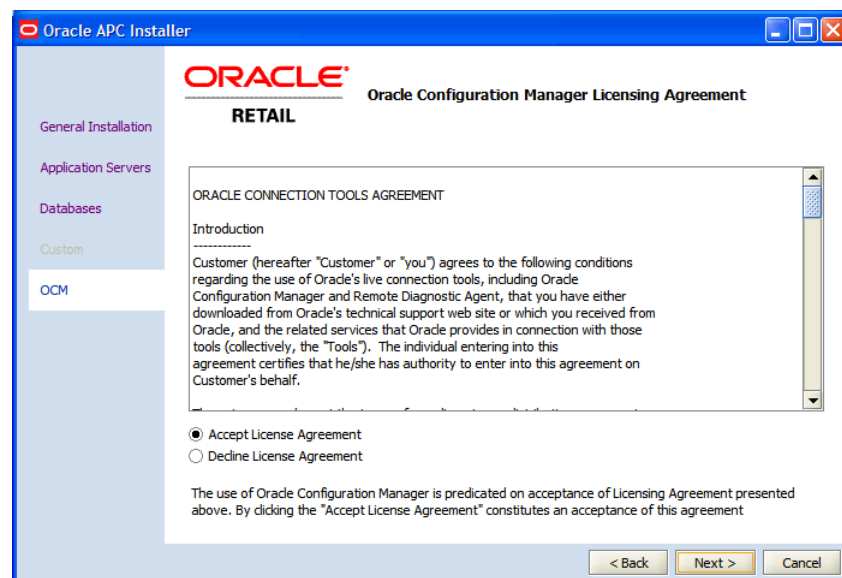 Oracle APC Installer
ORACLE
RETAIL
Oracle Configuration Manager Licensing Agreement
General Installation
Application Servers
Databases
Custom
OCM
ORACLE CONNECTION TOOLS AGREEMENT
Introduction
------------
Customer (hereafter "Customer" or "you") agrees to the following conditions
regarding the use of Oracle's live connection tools, including Oracle
Configuration Manager and Remote Diagnostic Agent, that you have either
downloaded from Oracle's technical support web site or which you received from
Oracle, and the related services that Oracle provides in connection with those
tools (collectively, the "Tools").  The individual entering into this
agreement certifies that he/she has authority to enter into this agreement on
Customer's behalf.
Accept License Agreement
Decline License Agreement
The use of Oracle Configuration Manager is predicated on acceptance of Licensing Agreement presented
above. By clicking the "Accept License Agreement" constitutes an acceptance of this agreement
< Back
Next >
Cancel